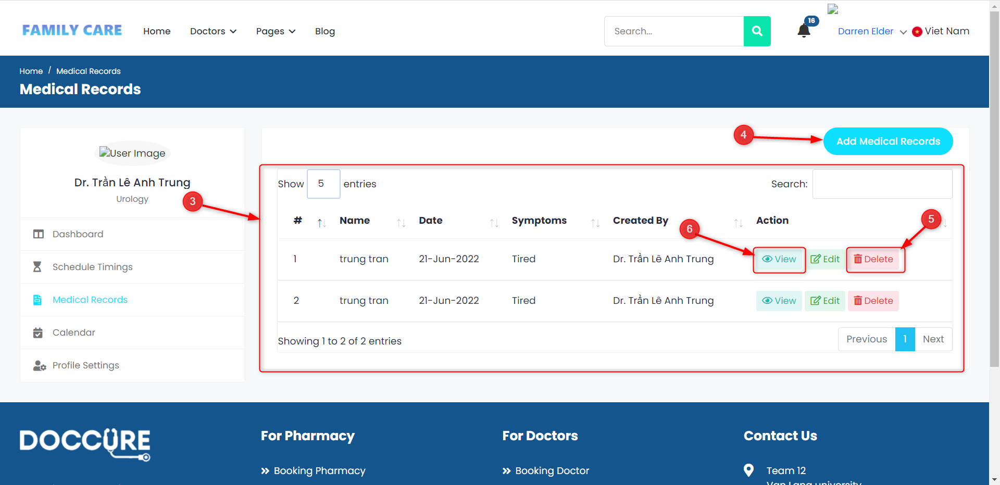 FAMILY CARE Home Doctors Pages Blog Search... 16 Darren Elder Viet Nam
Home / Medical Records
Medical Records
User Image
Dr. Trần Lê Anh Trung
Urology
Dashboard
Schedule Timings
Medical Records
Calendar
Profile Settings
3
4 Add Medical Records
Show 5 entries Search:
# Name Date Symptoms Created By Action
6 5
1 trung tran 21-Jun-2022 Tired Dr. Trần Lê Anh Trung View Edit Delete
2 trung tran 21-Jun-2022 Tired Dr. Trần Lê Anh Trung View Edit Delete
Showing 1 to 2 of 2 entries Previous 1 Next
DOCCURE
For Pharmacy
Booking Pharmacy
For Doctors
Booking Doctor
Contact Us
Team 12
Van Lang university